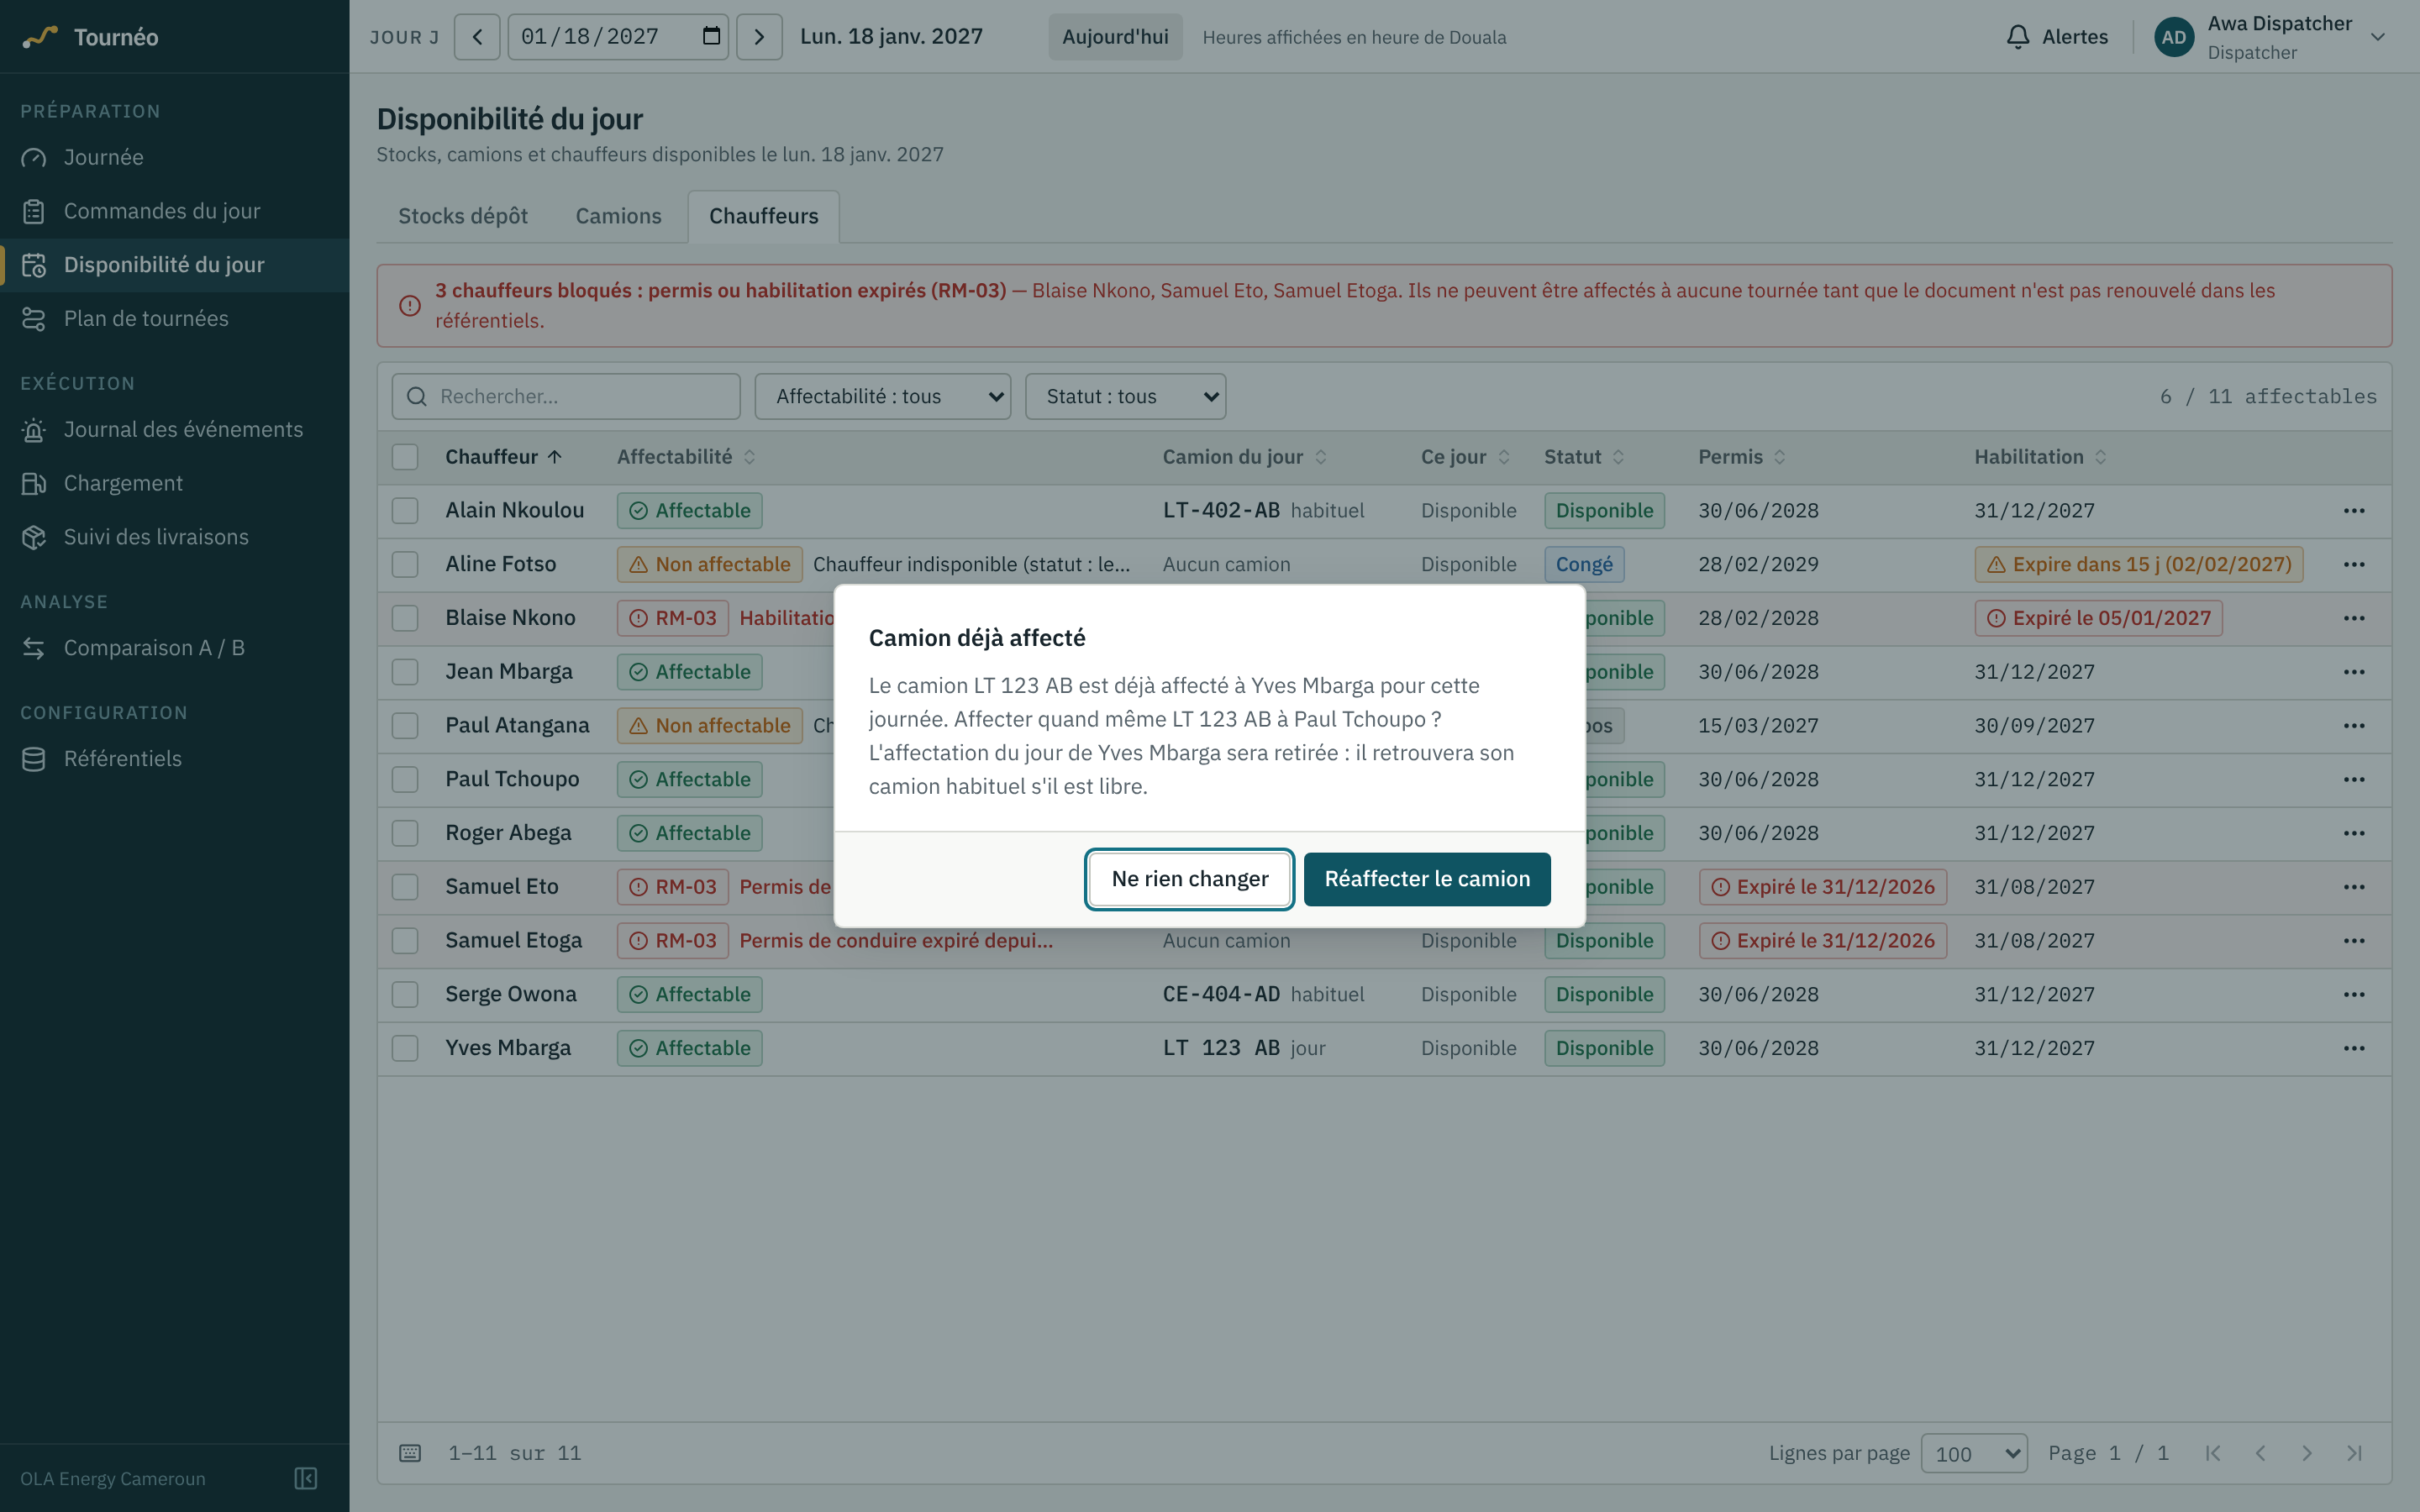 Tournéo
JOUR J
01/18/2027
Lun. 18 janv. 2027
Aujourd'hui
Heures affichées en heure de Douala
Alertes
AD
Awa Dispatcher
Dispatcher
PRÉPARATION
Journée
Commandes du jour
Disponibilité du jour
Plan de tournées
EXÉCUTION
Journal des événements
Chargement
Suivi des livraisons
ANALYSE
Comparaison A / B
CONFIGURATION
Référentiels
OLA Energy Cameroun
Disponibilité du jour
Stocks, camions et chauffeurs disponibles le lun. 18 janv. 2027
Stocks dépôt
Camions
Chauffeurs
3 chauffeurs bloqués : permis ou habilitation expirés (RM-03) — Blaise Nkono, Samuel Eto, Samuel Etoga. Ils ne peuvent être affectés à aucune tournée tant que le document n'est pas renouvelé dans les
référentiels.
Rechercher...
Affectabilité : tous
Statut : tous
6 / 11 affectables
Chauffeur Affectabilité Camion du jour Ce jour Statut Permis Habilitation
Alain Nkoulou Affectable LT-402-AB habituel Disponible Disponible 30/06/2028 31/12/2027
Aline Fotso Non affectable Chauffeur indisponible (statut : le... Aucun camion Disponible Congé 28/02/2029 Expire dans 15 j (02/02/2027)
Blaise Nkono RM-03 Habilitatio ponible 28/02/2028 Expiré le 05/01/2027
Jean Mbarga Affectable ponible 30/06/2028 31/12/2027
Paul Atangana Non affectable Ch pos 15/03/2027 30/09/2027
Paul Tchoupo Affectable ponible 30/06/2028 31/12/2027
Roger Abega Affectable ponible 30/06/2028 31/12/2027
Samuel Eto RM-03 Permis de ponible Expiré le 31/12/2026 31/08/2027
Samuel Etoga RM-03 Permis de conduire expiré depui... Aucun camion Disponible Disponible Expiré le 31/12/2026 31/08/2027
Serge Owona Affectable CE-404-AD habituel Disponible Disponible 30/06/2028 31/12/2027
Yves Mbarga Affectable LT 123 AB jour Disponible Disponible 30/06/2028 31/12/2027
Camion déjà affecté
Le camion LT 123 AB est déjà affecté à Yves Mbarga pour cette
journée. Affecter quand même LT 123 AB à Paul Tchoupo ?
L'affectation du jour de Yves Mbarga sera retirée : il retrouvera son
camion habituel s'il est libre.
Ne rien changer
Réaffecter le camion
1–11 sur 11
Lignes par page
100
Page 1 / 1